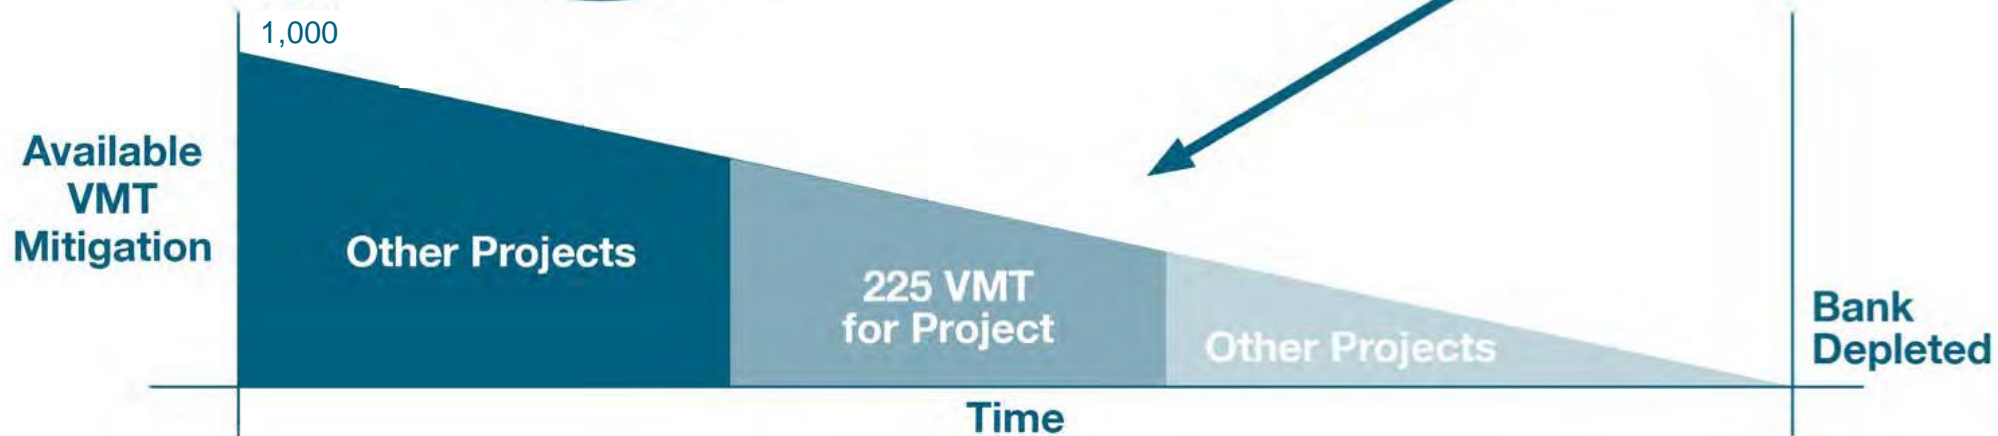 1,000
Available
VMT
Mitigation
Other Projects
225 VMT
for Project
Other Projects
Bank
Depleted
Time